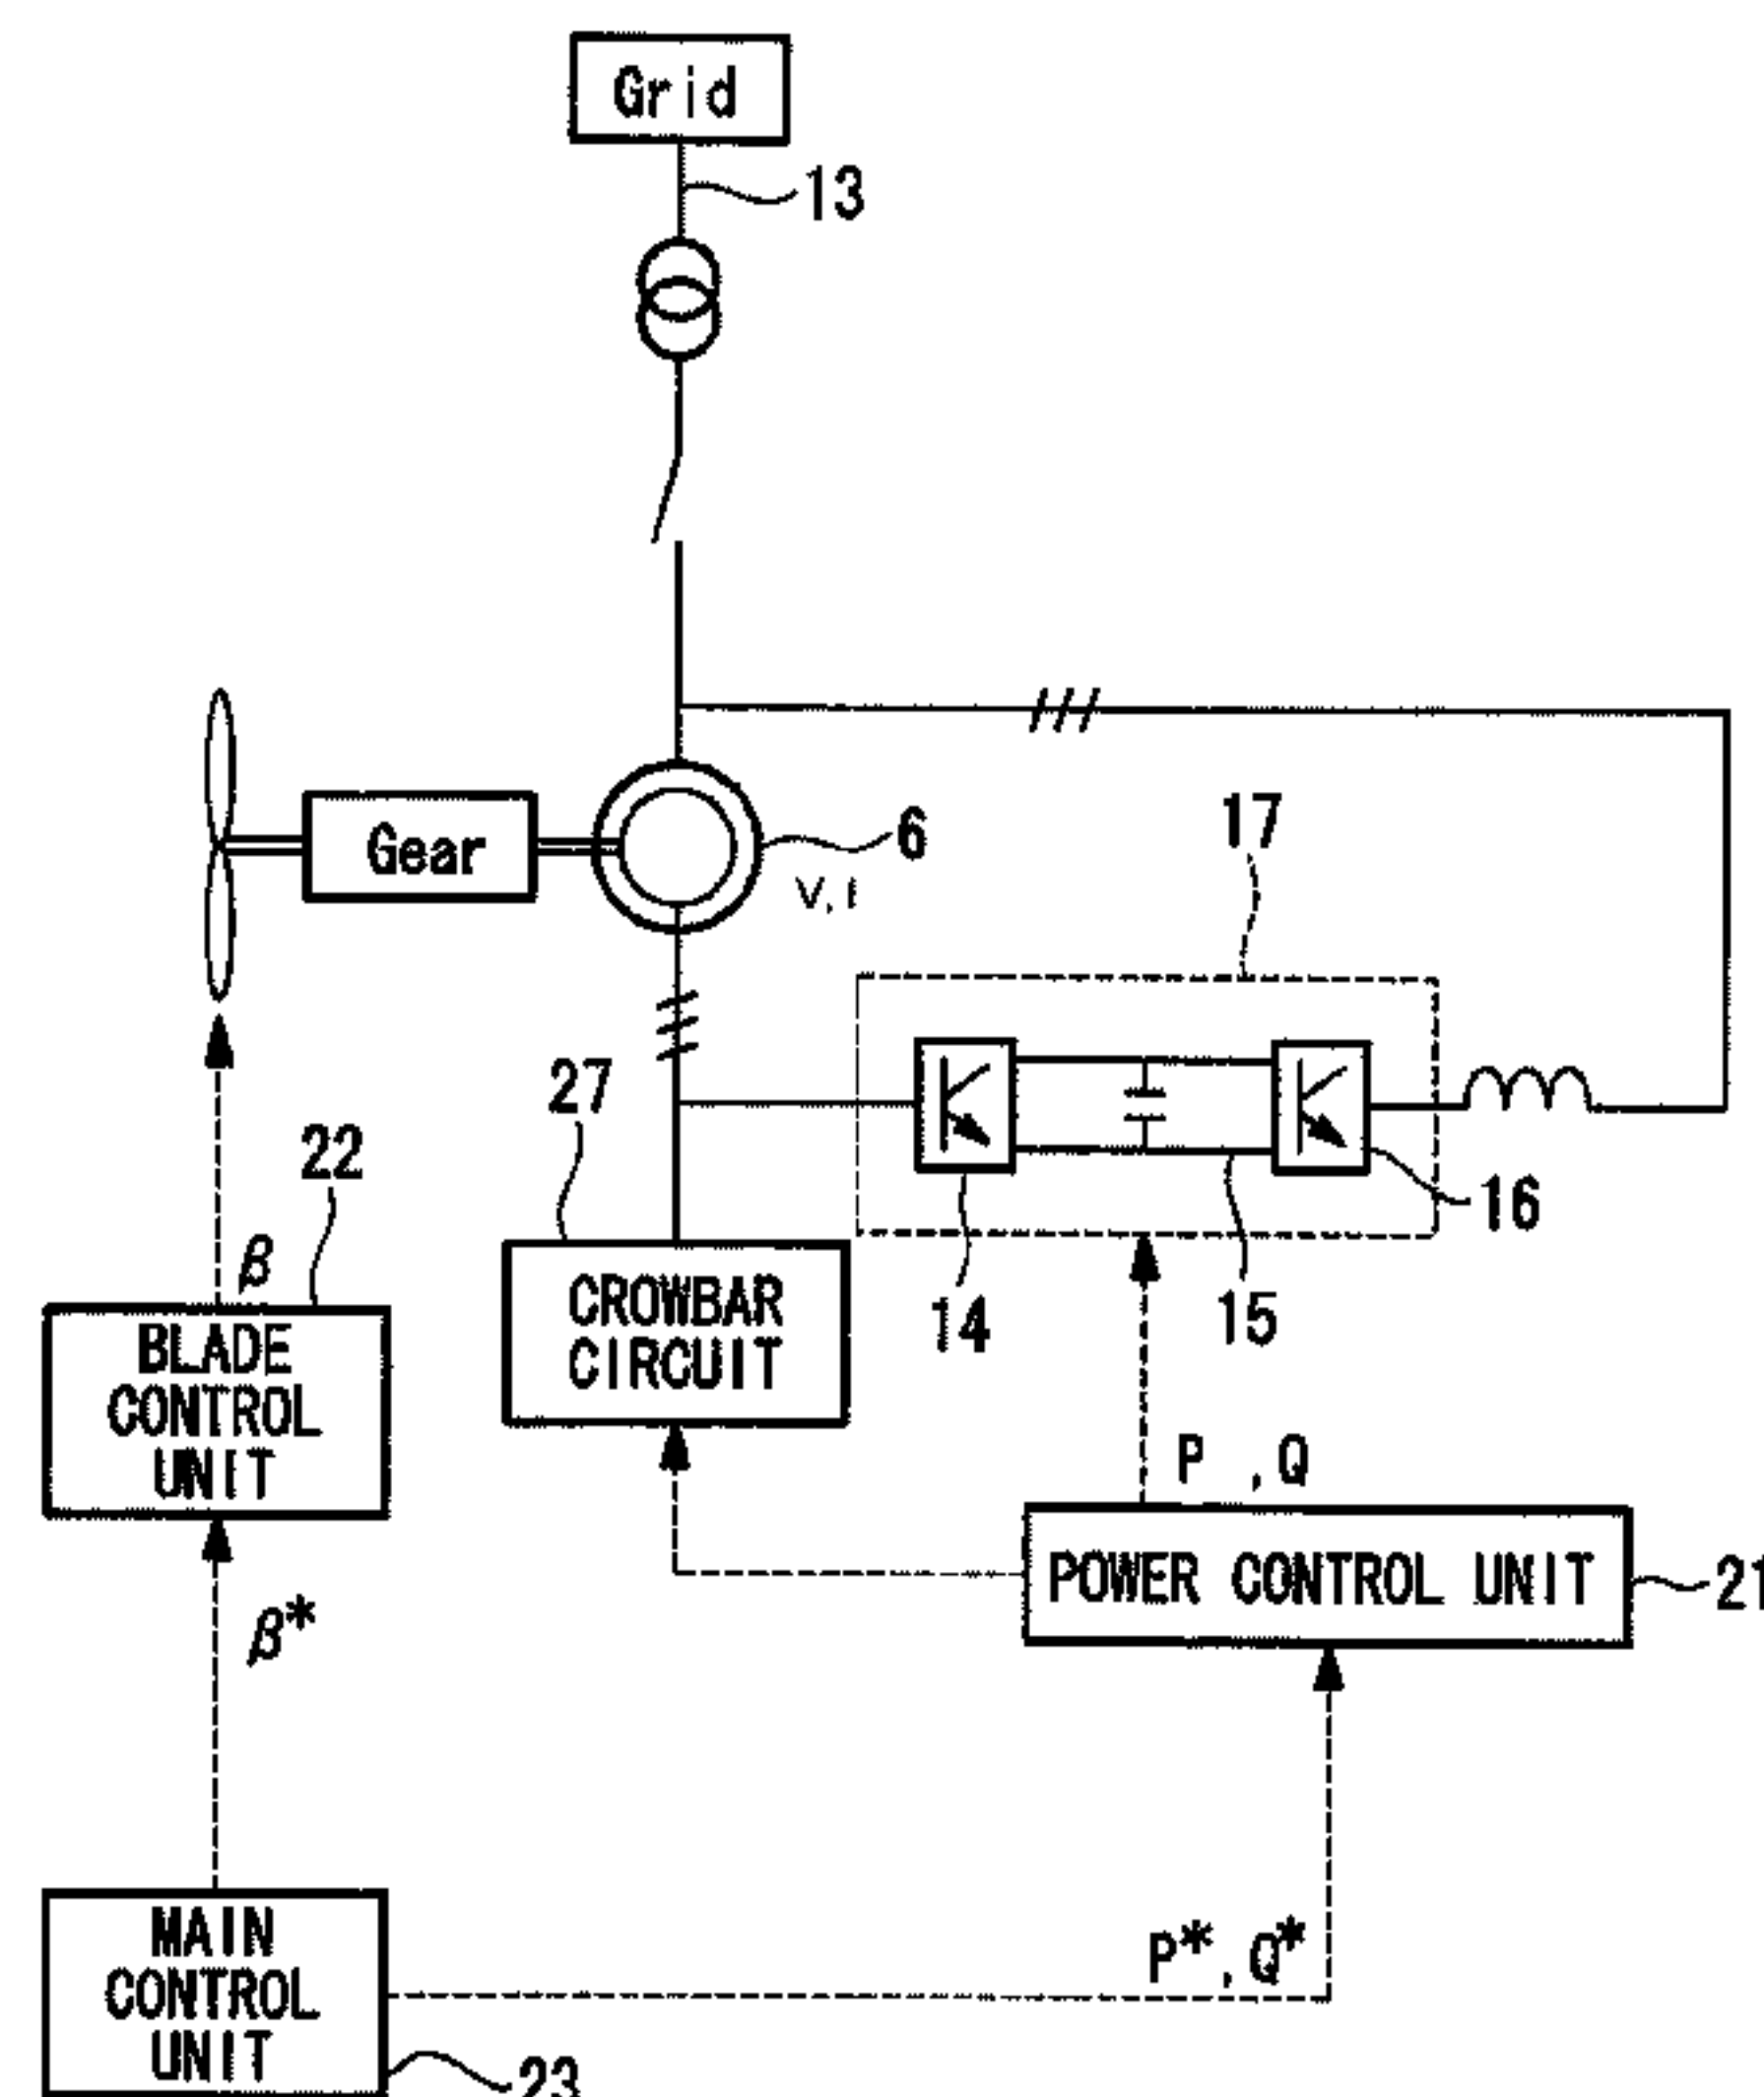 Grid
13
Gear
6
V, I
17
27
22
β
16
14
15
CROWBAR
CIRCUIT
BLADE
CONTROL
UNIT
P ,Q
POWER CONTROL UNIT
21
β*
P*,Q*
MAIN
CONTROL
UNIT
23